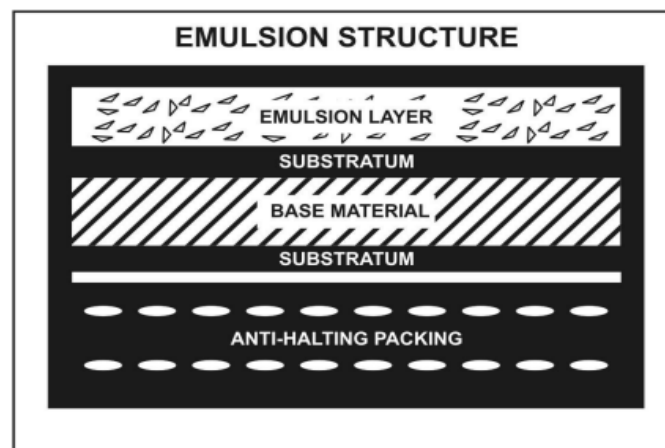 EMULSION STRUCTURE
EMULSION LAYER
SUBSTRATUM
BASE MATERIAL
SUBSTRATUM
ANTI-HALTING PACKING